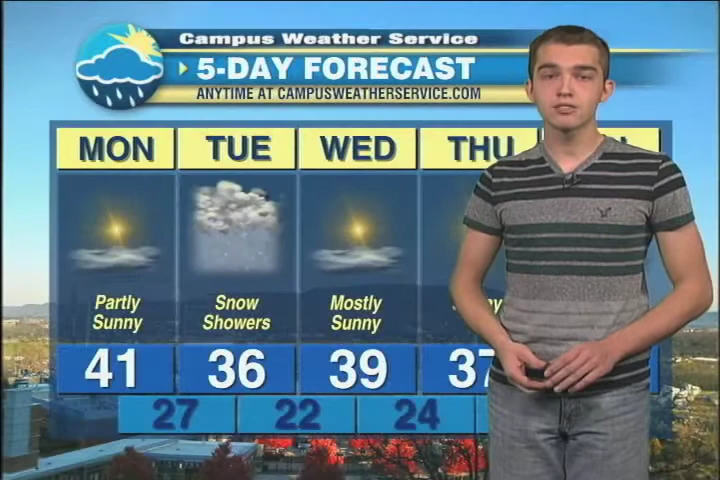 Campus Weather Service
5-DAY FORECAST
ANYTIME AT CAMPUSWEATHERSERVICE.COM
MON TUE WED THU
Partly Sunny
Snow Showers
Mostly Sunny
41 36 39 37
27 22 24